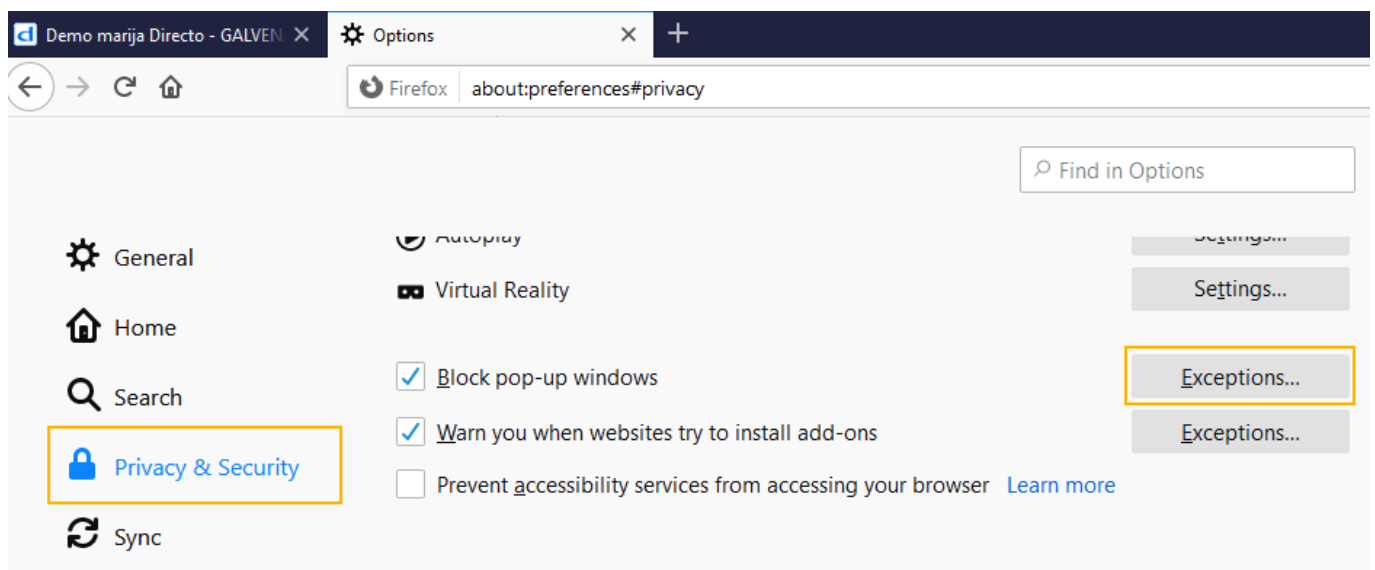 Demo marija Directo - GALVEN
Options
Firefox about:preferences#privacy
Find in Options
General
Home
Search
Privacy & Security
Sync
Autoplay Settings...
Virtual Reality Settings...
Block pop-up windows Exceptions...
Warn you when websites try to install add-ons Exceptions...
Prevent accessibility services from accessing your browser Learn more